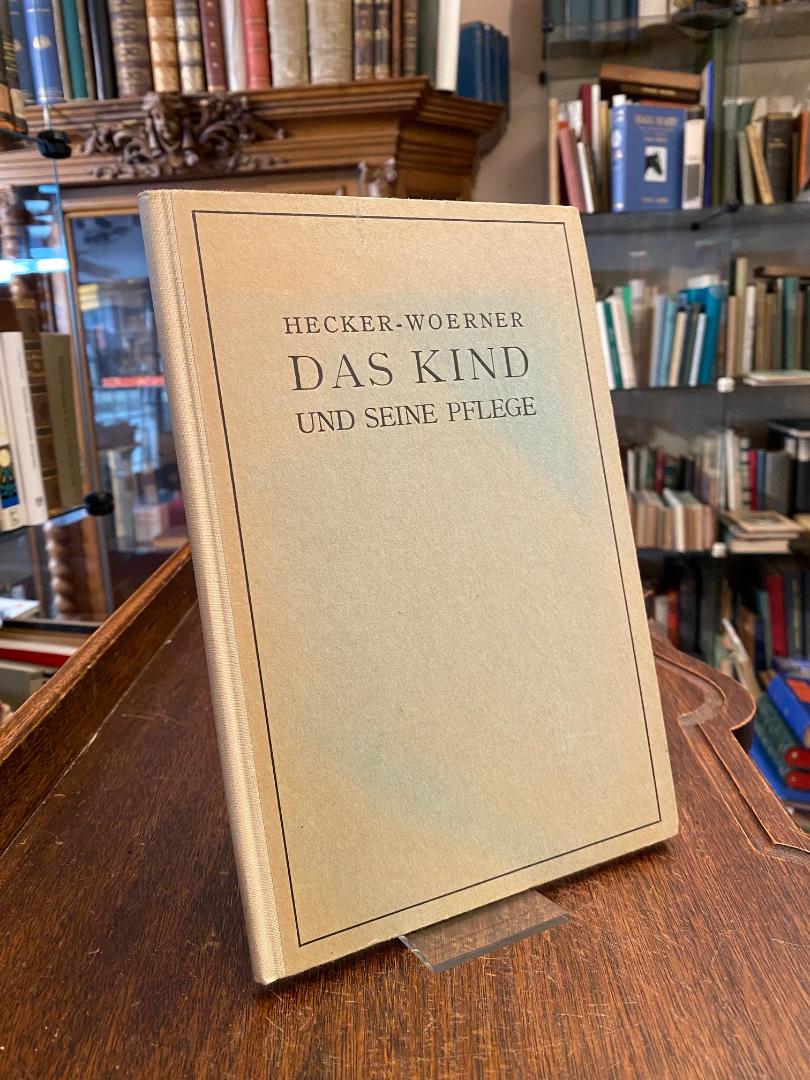 HECKER-WOERNER
DAS KIND
UND SEINE PFLEGE